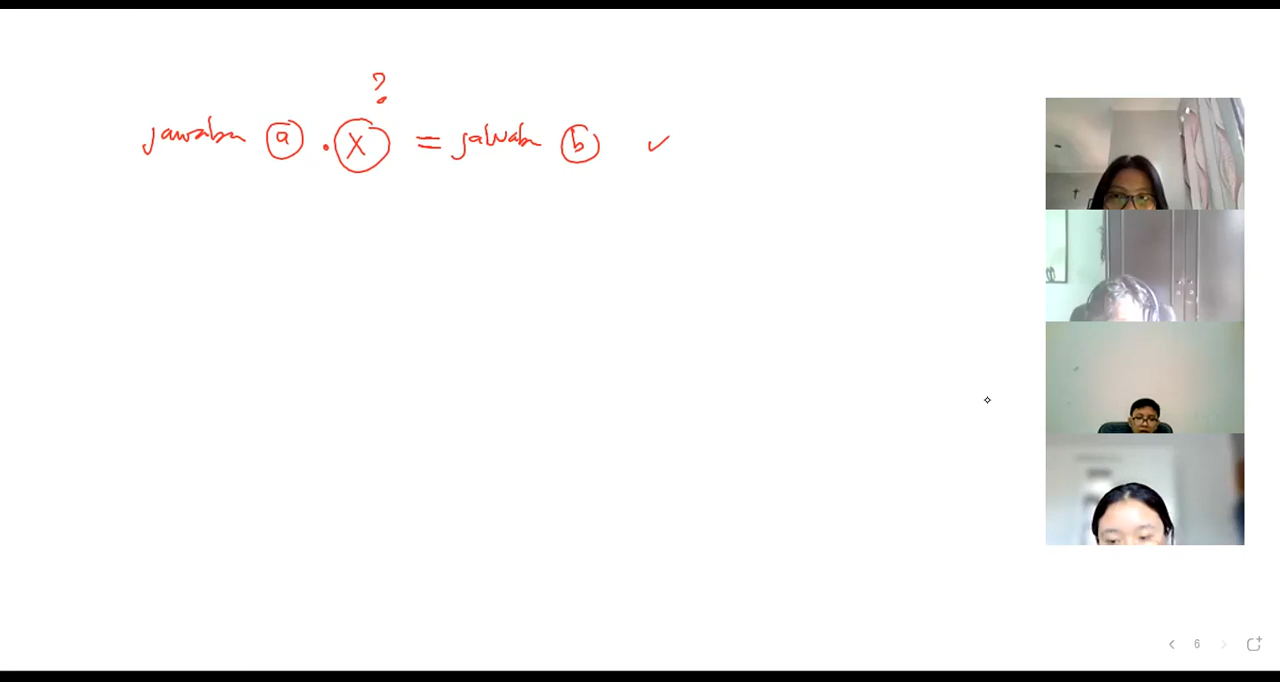 ?
jawaban (a) . (x) = jawaban (b) ✓
6